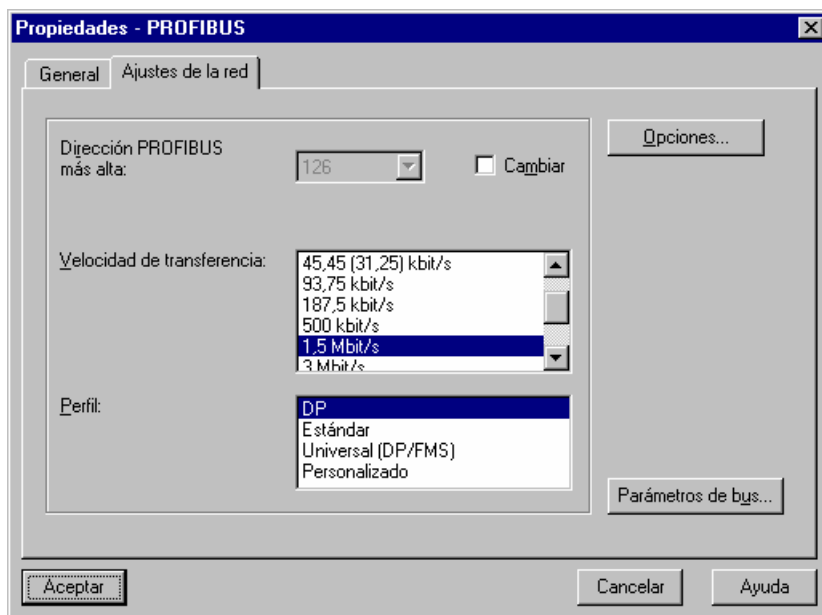 Propiedades - PROFIBUS
General
Ajustes de la red
Dirección PROFIBUS
más alta:
126
Cambiar
Opciones...
Velocidad de transferencia:
45,45 (31,25) kbit/s
93,75 kbit/s
187,5 kbit/s
500 kbit/s
1,5 Mbit/s
3 Mbit/s
Perfil:
DP
Estándar
Universal (DP/FMS)
Personalizado
Parámetros de bus...
Aceptar
Cancelar
Ayuda